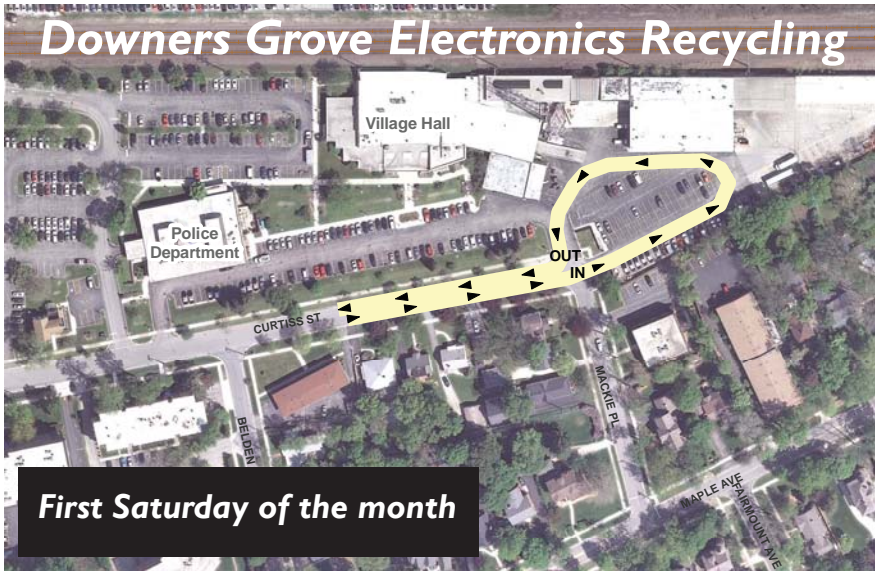 Downers Grove Electronics Recycling
Village Hall
Police
Department
OUT
IN
CURTISS ST
MACKIE PL
BELDEN
MAPLE AVE
FAIRMOUNT AVE
First Saturday of the month